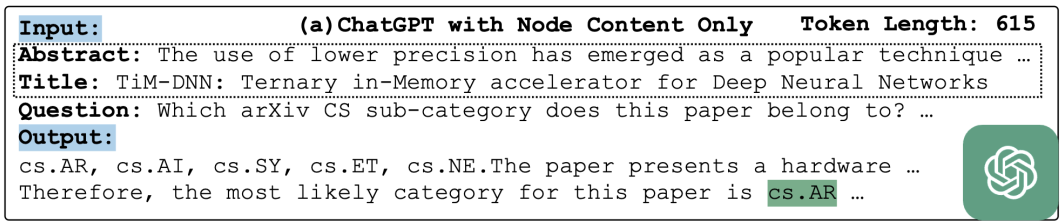 Input: (a)ChatGPT with Node Content Only Token Length: 615
Abstract: The use of lower precision has emerged as a popular technique …
Title: TiM-DNN: Ternary in-Memory accelerator for Deep Neural Networks
Question: Which arXiv CS sub-category does this paper belong to? …
Output:
cs.AR, cs.AI, cs.SY, cs.ET, cs.NE.The paper presents a hardware …
Therefore, the most likely category for this paper is cs.AR …